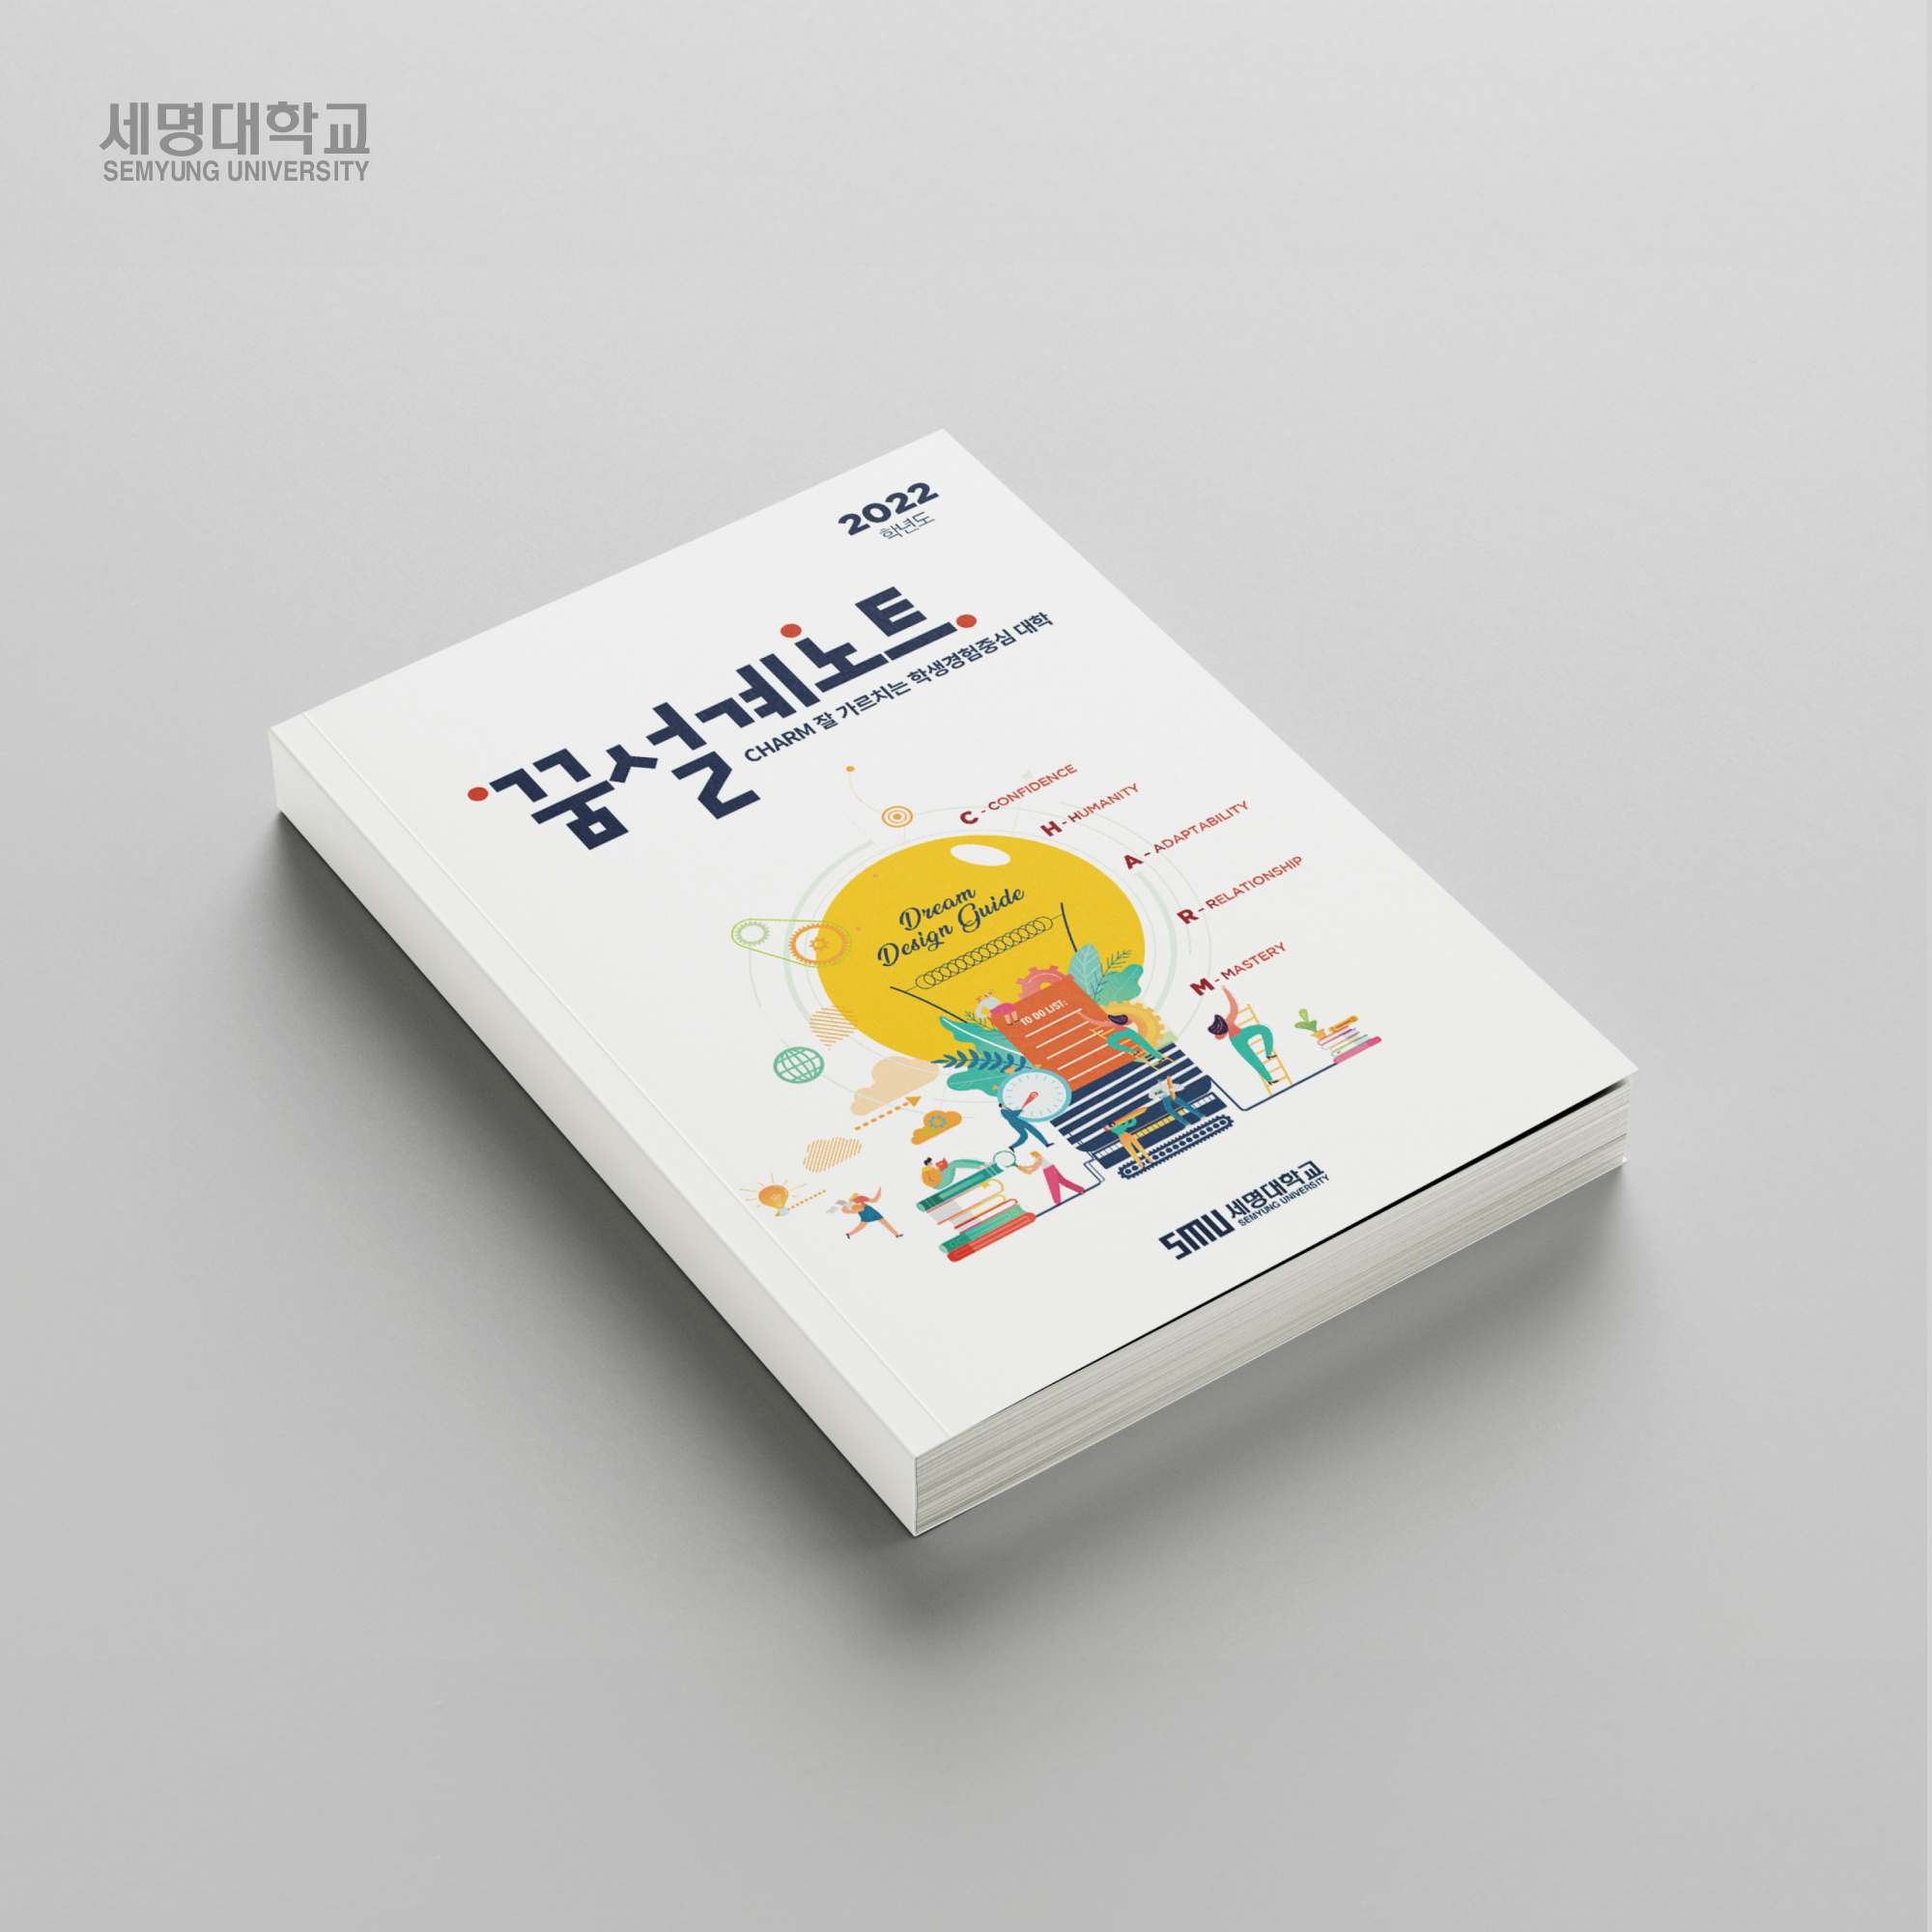 세명대학교
SEMYUNG UNIVERSITY
2022
학년도
꿈설계노트
CHARM 잘 가르치는 학생경험중심 대학
C - CONFIDENCE
H - HUMANITY
A - ADAPTABILITY
R - RELATIONSHIP
M - MASTERY
Dream
Design Guide
TO DO LIST:
SMU 세명대학교
SEMYUNG UNIVERSITY